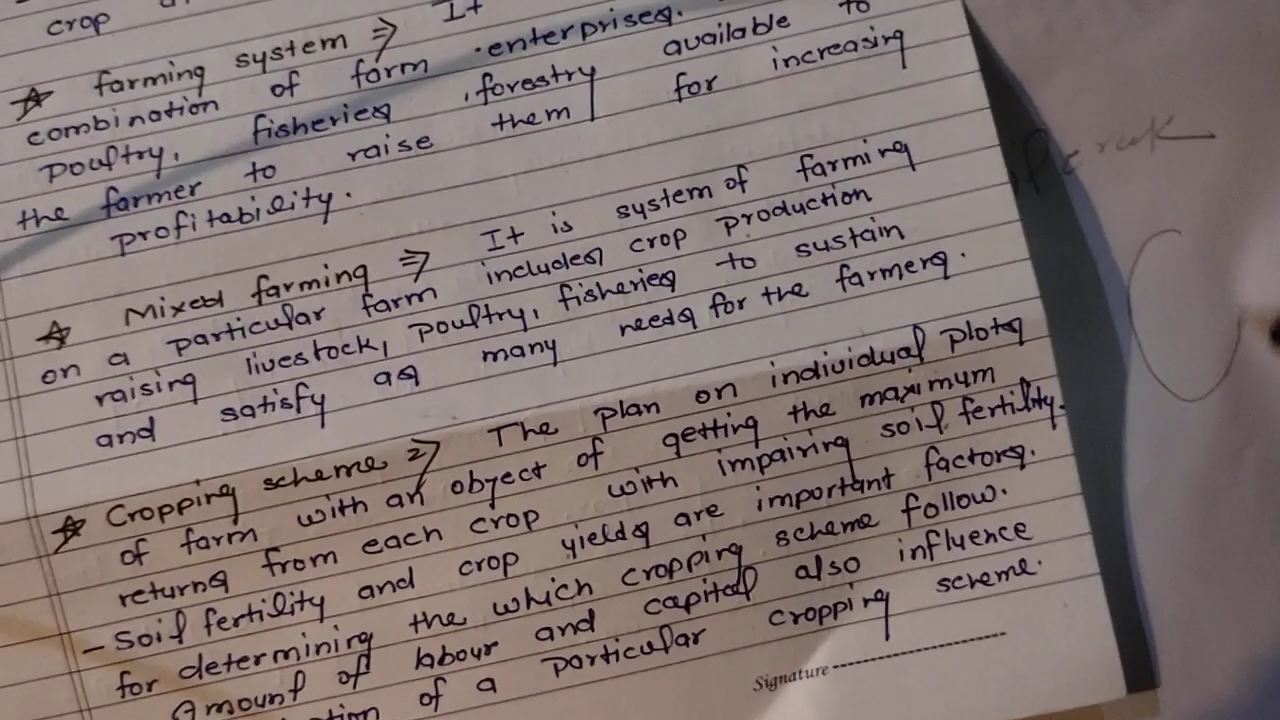 crop
☆ farming system ⇒ It
combination of farm enterprises.
poultry, fisheries, forestry available to
the farmer to raise them for increasing
profitability.
☆ Mixed farming ⇒ It is system of farming
on a particular farm includes crop production
raising livestock, poultry, fisheries to sustain
and satisfy as many needs for the farmers.
☆ Cropping scheme ⇒ The plan on individual plots
of farm with an object of getting the maximum
returns from each crop with impairing soil fertility.
- Soil fertility and crop yields are important factors.
for determining the which cropping scheme follow.
Amount of labour and capital also influence
of a particular cropping scheme.
Signature